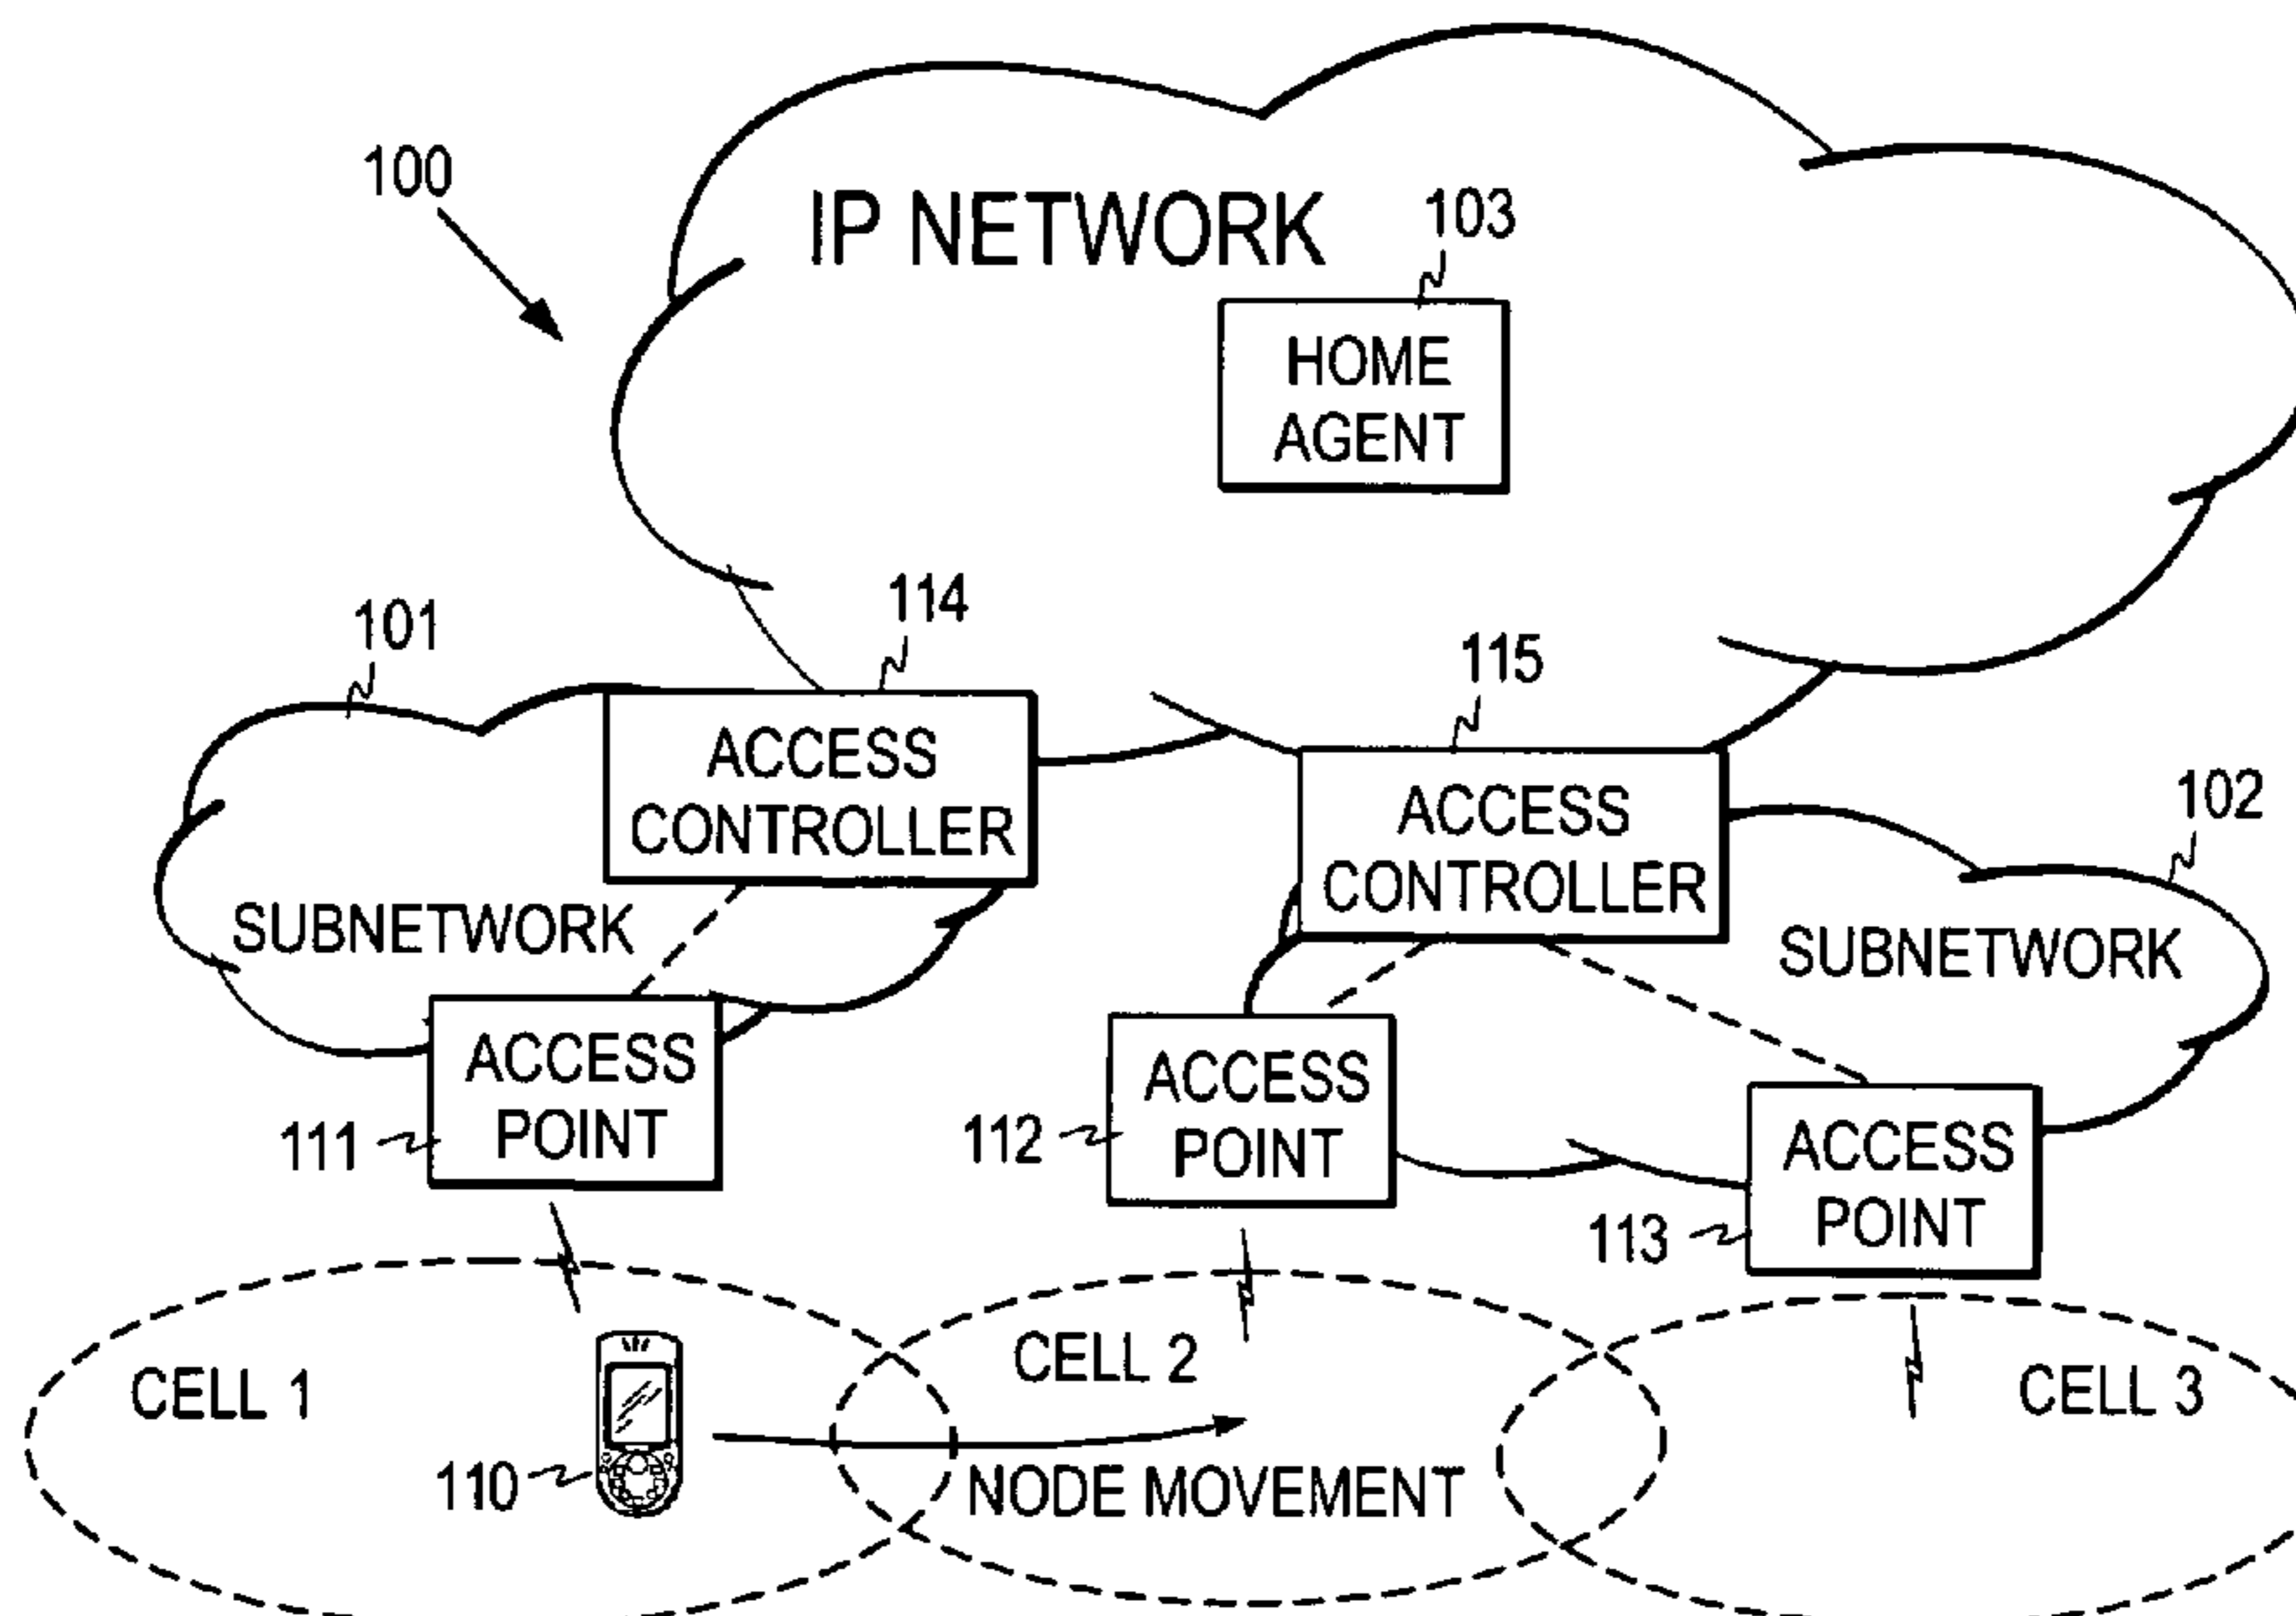 100
IP NETWORK
103
HOME
AGENT
101
114
115
ACCESS
CONTROLLER
ACCESS
CONTROLLER
102
SUBNETWORK
SUBNETWORK
ACCESS
POINT
111
ACCESS
POINT
112
ACCESS
POINT
113
CELL 1
CELL 2
CELL 3
110
NODE MOVEMENT